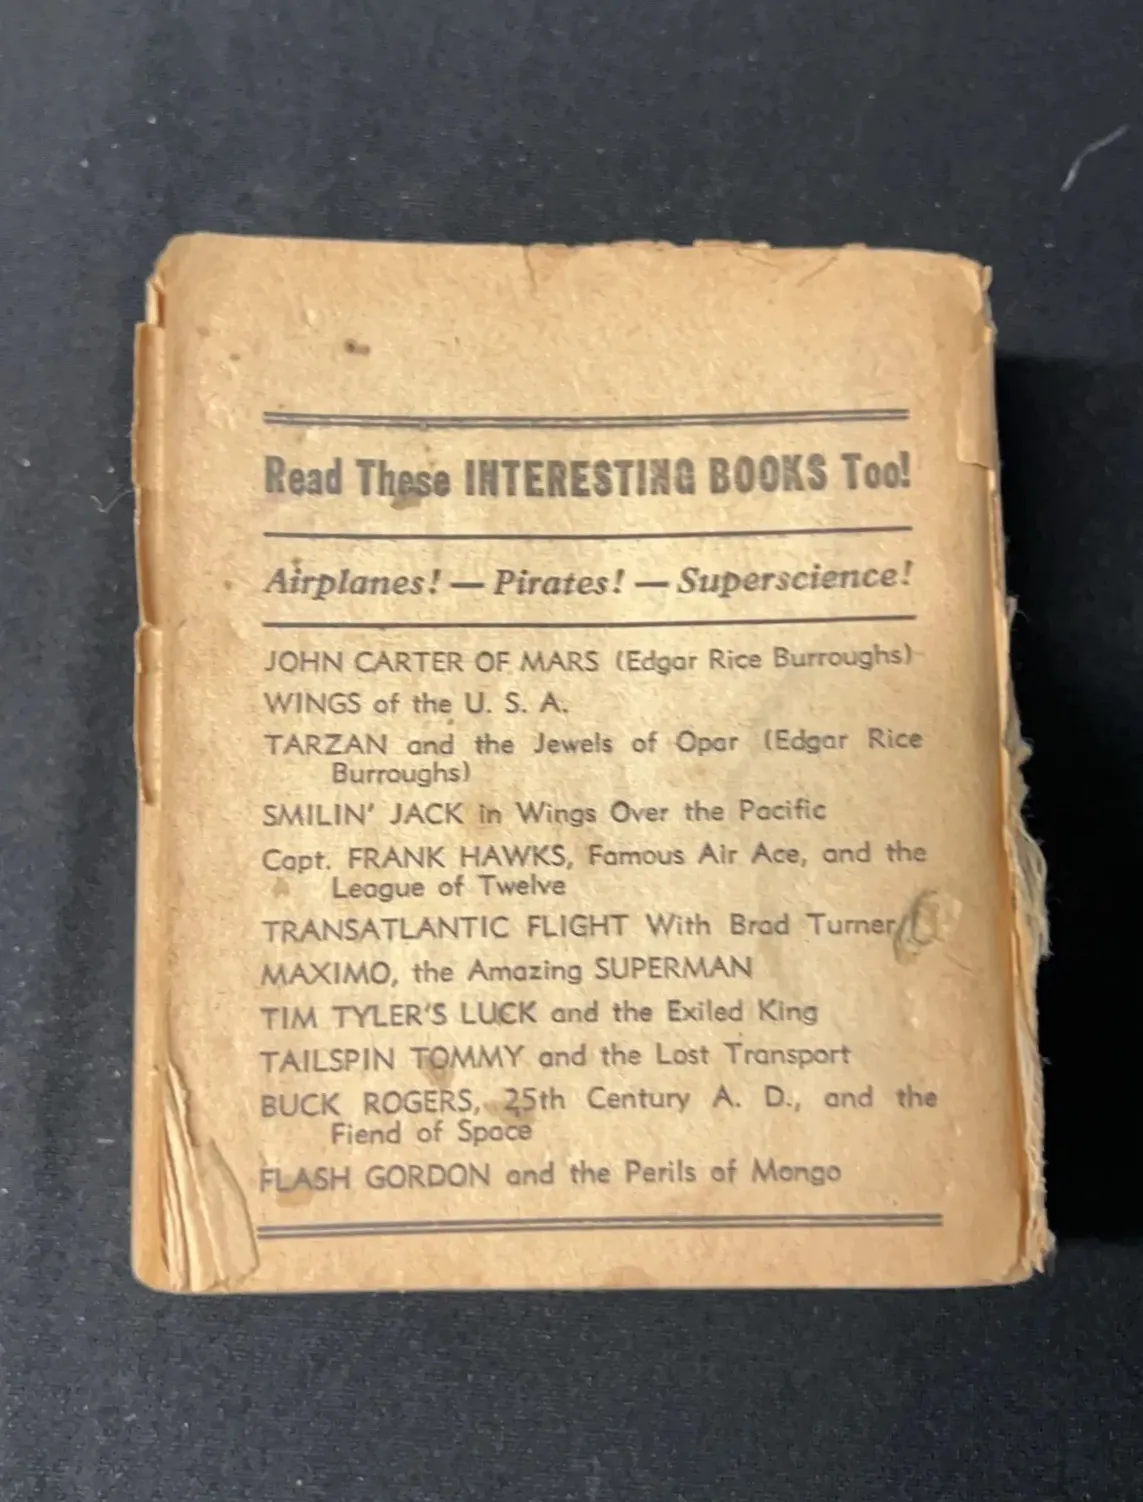 Read These INTERESTING BOOKS Too!
Airplanes! — Pirates! — Superscience!
JOHN CARTER OF MARS (Edgar Rice Burroughs)
WINGS of the U. S. A.
TARZAN and the Jewels of Opar (Edgar Rice
Burroughs)
SMILIN' JACK in Wings Over the Pacific
Capt. FRANK HAWKS, Famous Air Ace, and the
League of Twelve
TRANSATLANTIC FLIGHT With Brad Turner
MAXIMO, the Amazing SUPERMAN
TIM TYLER'S LUCK and the Exiled King
TAILSPIN TOMMY and the Lost Transport
BUCK ROGERS, 25th Century A. D., and the
Fiend of Space
FLASH GORDON and the Perils of Mongo